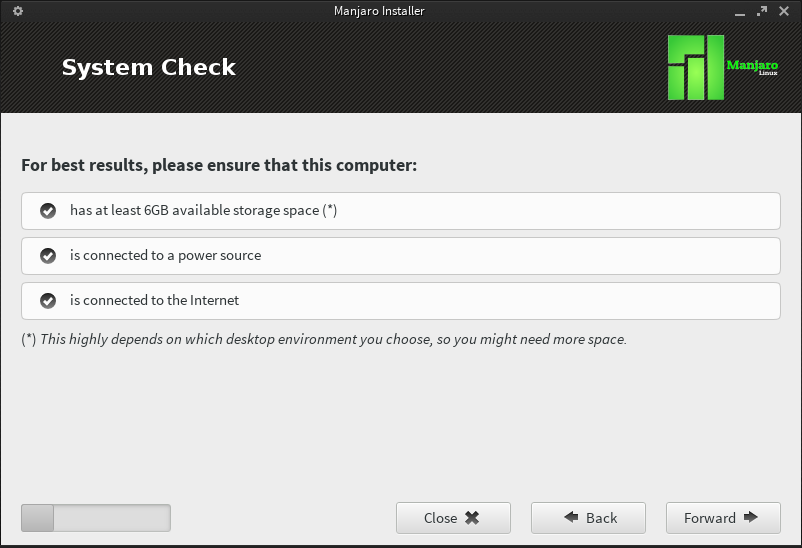 Manjaro Installer
System Check
Manjaro
Linux
For best results, please ensure that this computer:
has at least 6GB available storage space (*)
is connected to a power source
is connected to the Internet
(*) This highly depends on which desktop environment you choose, so you might need more space.
Close
Back
Forward